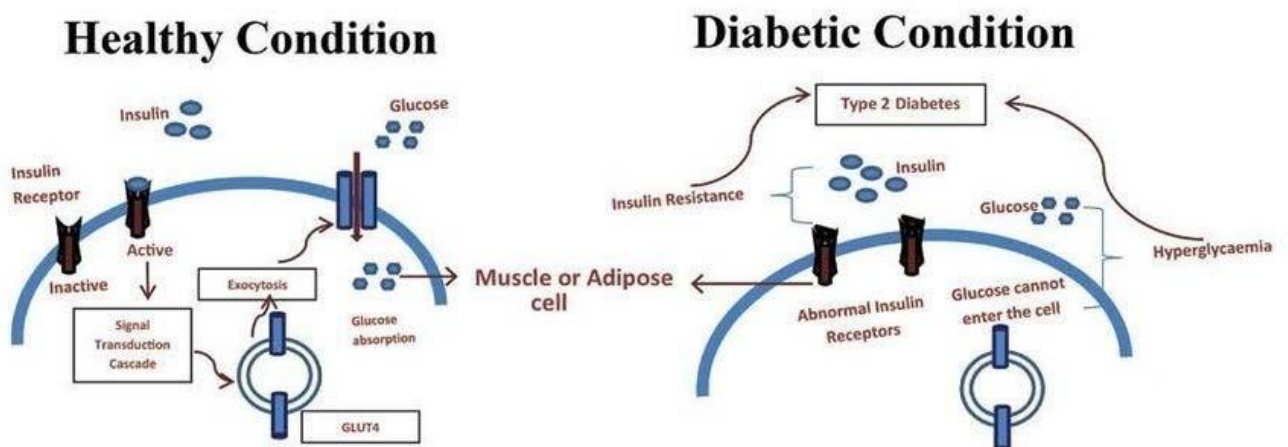 Healthy Condition
Insulin
Glucose
Insulin
Receptor
Active
Inactive
Exocytosis
Signal
Transduction
Cascade
Glucose
absorption
GLUT4
Muscle or Adipose
cell
Diabetic Condition
Type 2 Diabetes
Insulin
Insulin Resistance
Glucose
Hyperglycaemia
Abnormal Insulin
Receptors
Glucose cannot
enter the cell